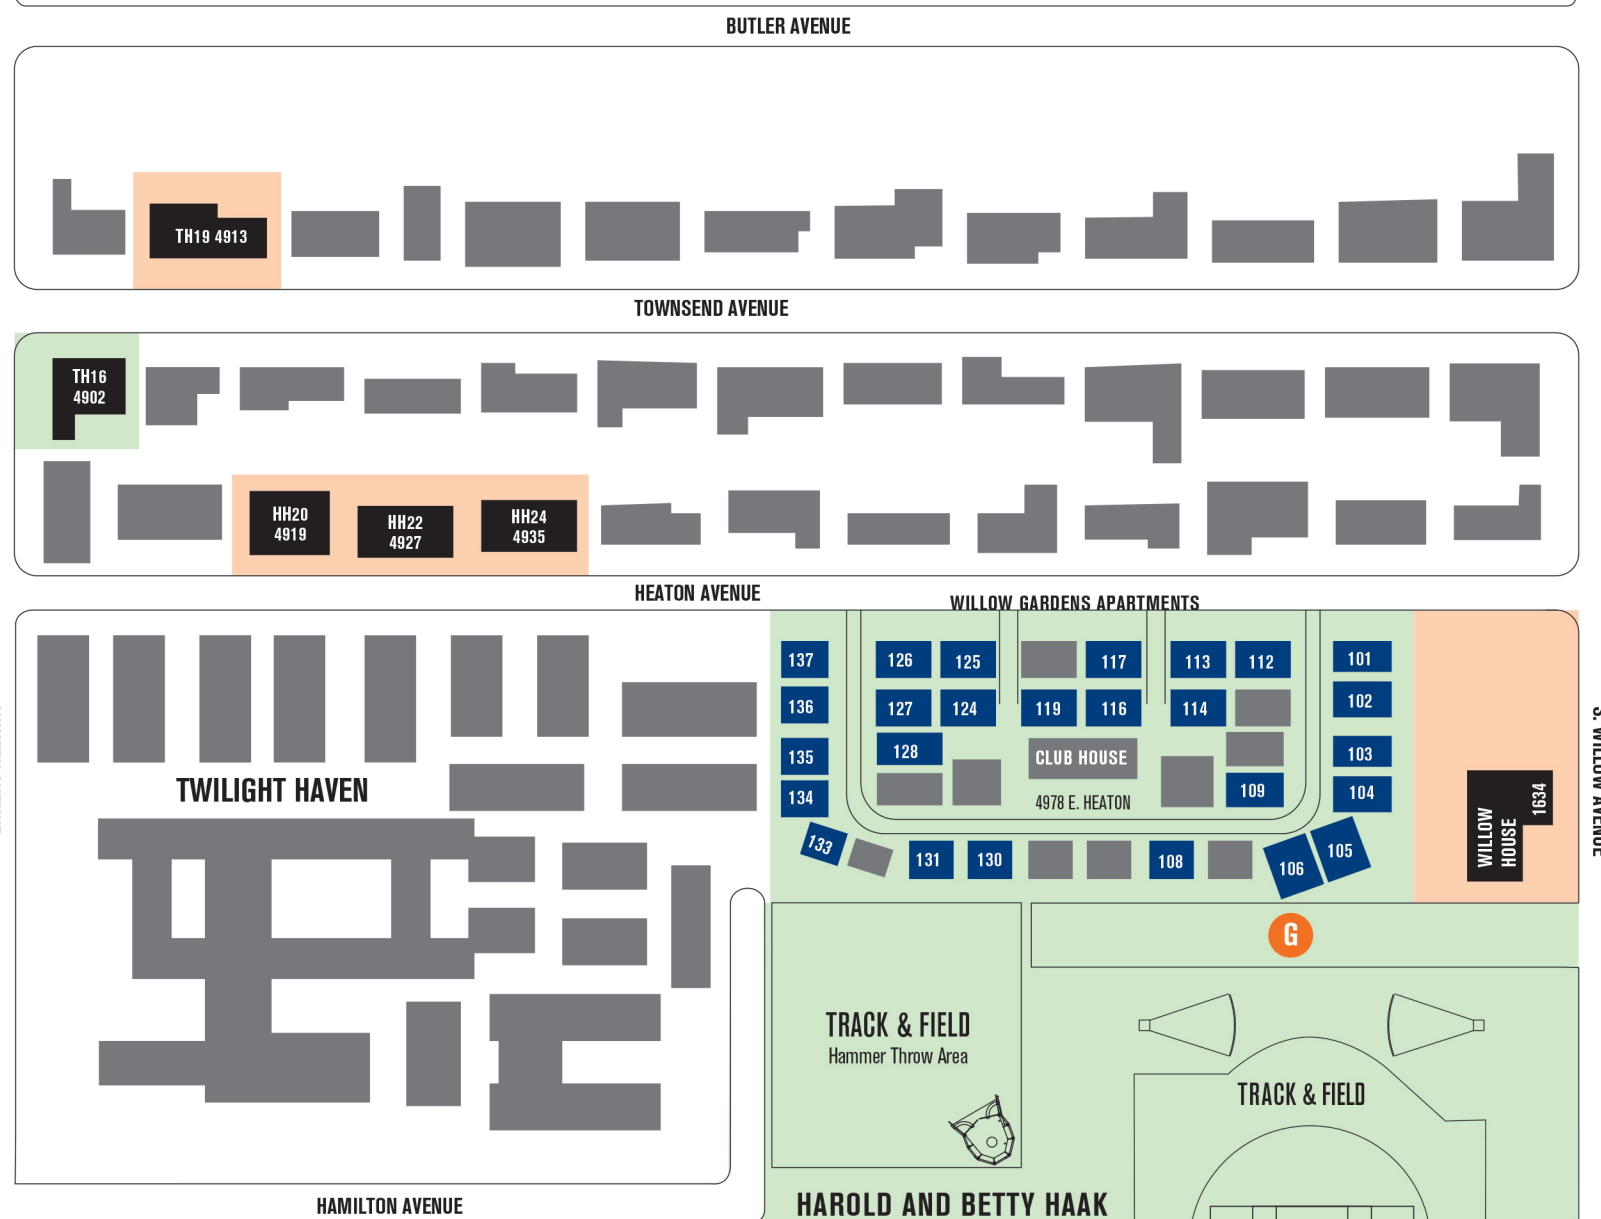 BUTLER AVENUE
TH19 4913
TOWNSEND AVENUE
TH16
4902
HH20
4919
HH22
4927
HH24
4935
HEATON AVENUE
WILLOW GARDENS APARTMENTS
137
126
125
117
113
112
101
136
127
124
119
116
114
102
135
128
CLUB HOUSE
103
134
4978 E. HEATON
109
104
133
131
130
108
106
105
WILLOW
HOUSE
1634
S. WILLOW AVENUE
TWILIGHT HAVEN
G
TRACK & FIELD
Hammer Throw Area
TRACK & FIELD
HAROLD AND BETTY HAAK
HAMILTON AVENUE